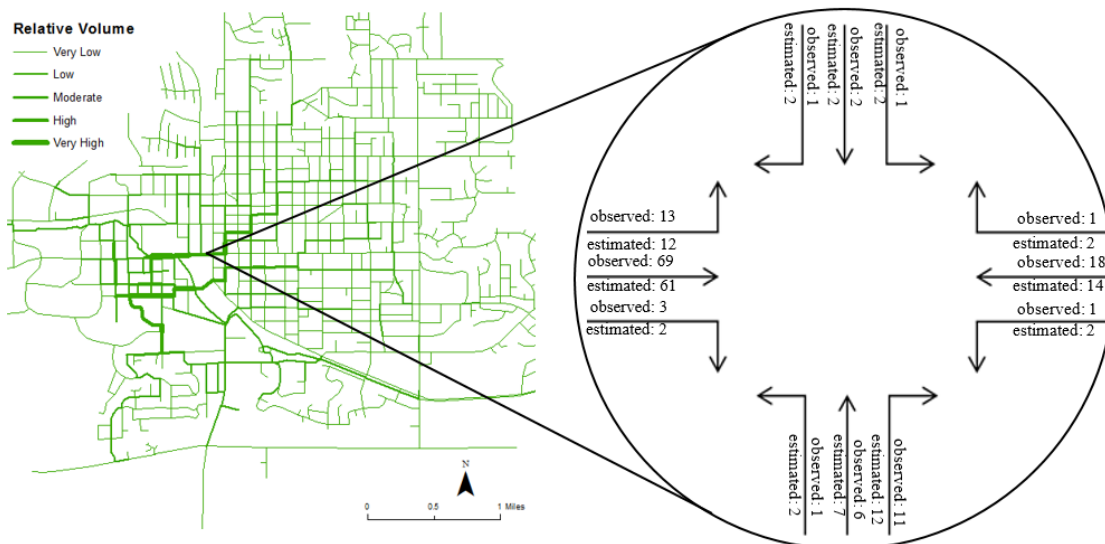 Relative Volume
Very Low
Low
Moderate
High
Very High
N
0 0.5 1 Miles
observed: 1
estimated: 2
observed: 2
estimated: 2
observed: 1
estimated: 2
observed: 13
estimated: 12
observed: 69
estimated: 61
observed: 3
estimated: 2
observed: 1
estimated: 2
observed: 18
estimated: 14
observed: 1
estimated: 2
observed: 1
estimated: 2
observed: 6
estimated: 7
observed: 11
estimated: 12